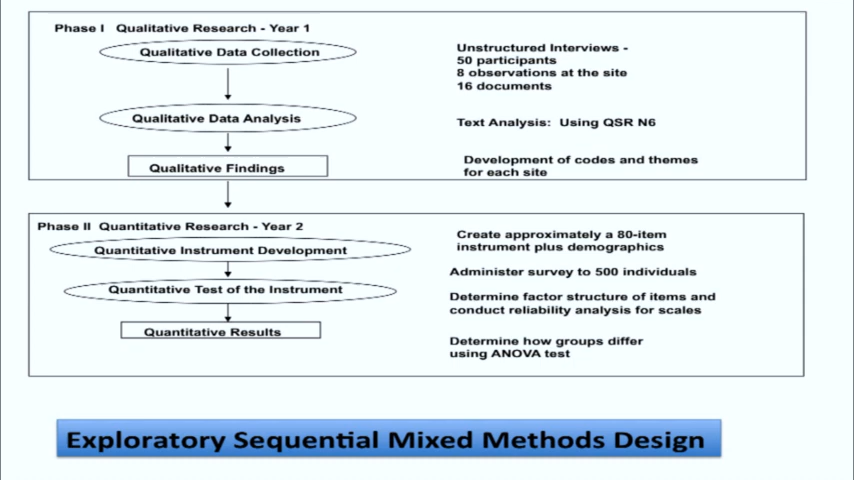 Phase I Qualitative Research - Year 1
Qualitative Data Collection
Unstructured Interviews -
50 participants
8 observations at the site
16 documents
Qualitative Data Analysis
Text Analysis: Using QSR N6
Qualitative Findings
Development of codes and themes
for each site
Phase II Quantitative Research - Year 2
Quantitative Instrument Development
Create approximately a 80-item
instrument plus demographics
Quantitative Test of the Instrument
Administer survey to 500 individuals
Determine factor structure of items and
conduct reliability analysis for scales
Quantitative Results
Determine how groups differ
using ANOVA test
Exploratory Sequential Mixed Methods Design